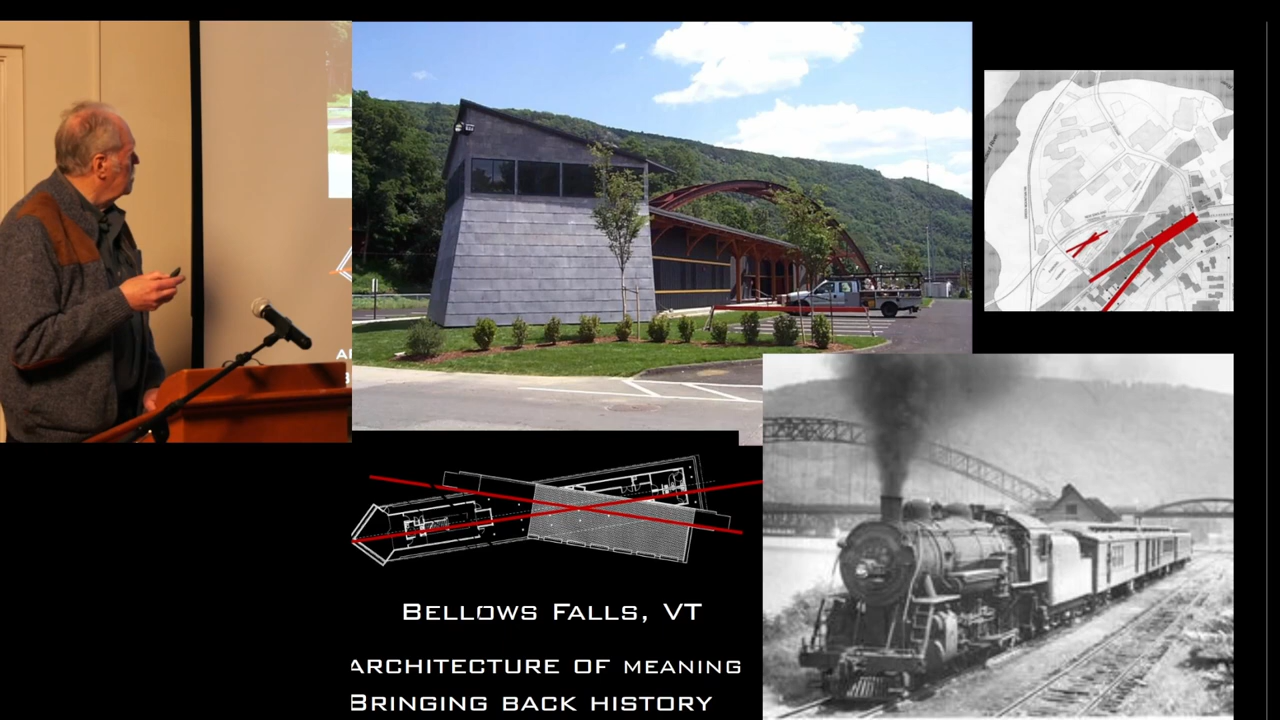 BELLOWS FALLS, VT
ARCHITECTURE OF MEANING
BRINGING BACK HISTORY